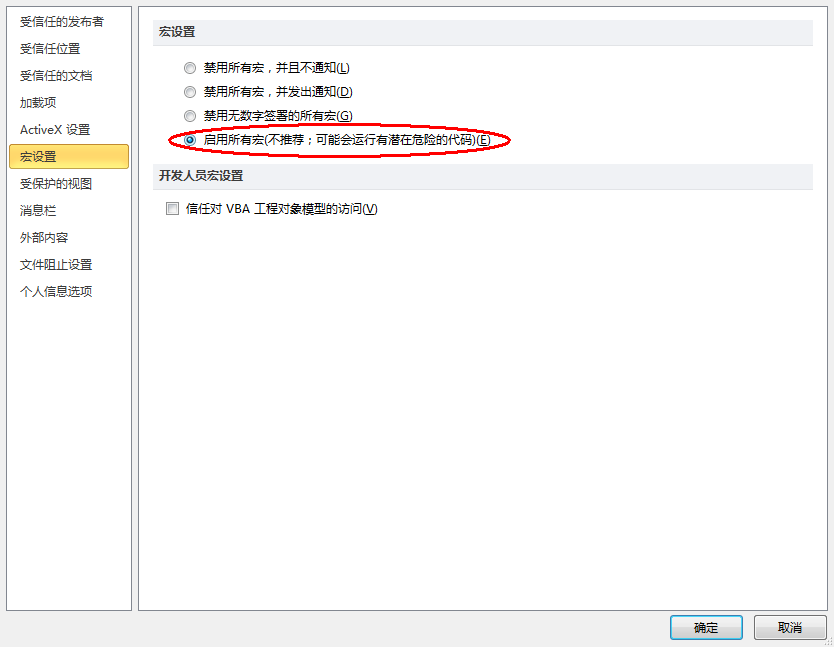 受信任的发布者
受信任位置
受信任的文档
加载项
ActiveX 设置
宏设置
受保护的视图
消息栏
外部内容
文件阻止设置
个人信息选项
宏设置
禁用所有宏，并且不通知(L)
禁用所有宏，并发出通知(D)
禁用无数字签署的所有宏(G)
启用所有宏(不推荐；可能会运行有潜在危险的代码)(E)
开发人员宏设置
信任对 VBA 工程对象模型的访问(V)
确定
取消